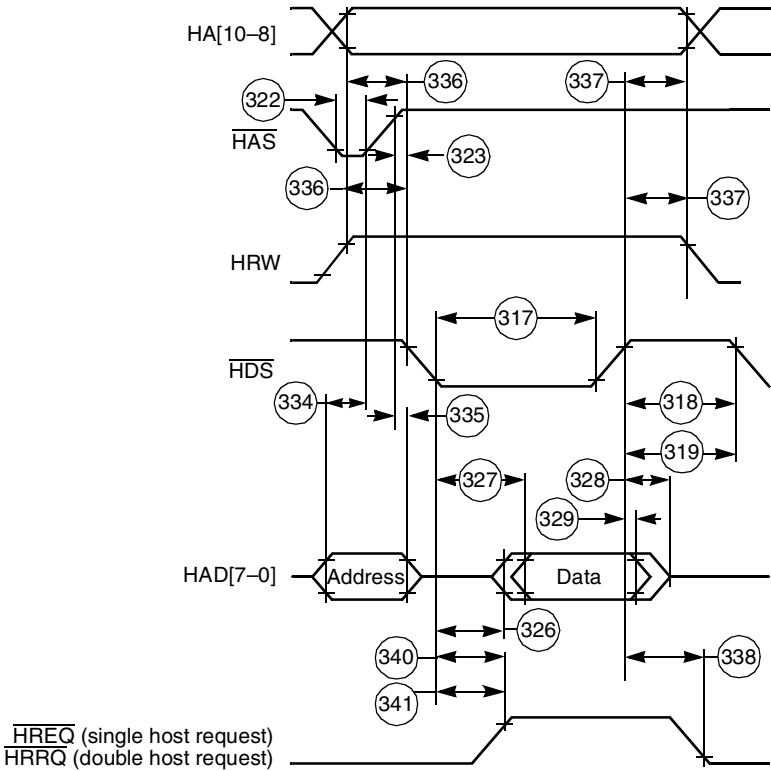 HA[10–8]
336
337
322
HAS
323
336
337
HRW
317
HDS
334
335
318
319
327
328
329
HAD[7–0]
Address
Data
326
340
338
341
HREQ (single host request)
HRRQ (double host request)